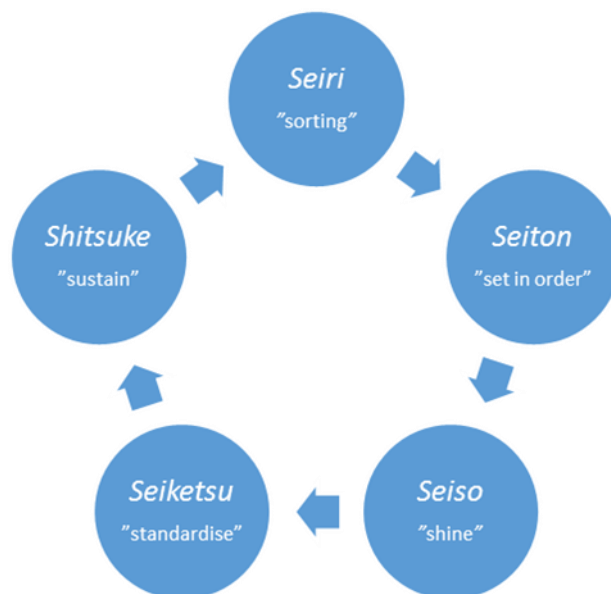 Seiri
”sorting”
Seiton
”set in order”
Seiso
”shine”
Seiketsu
”standardise”
Shitsuke
”sustain”